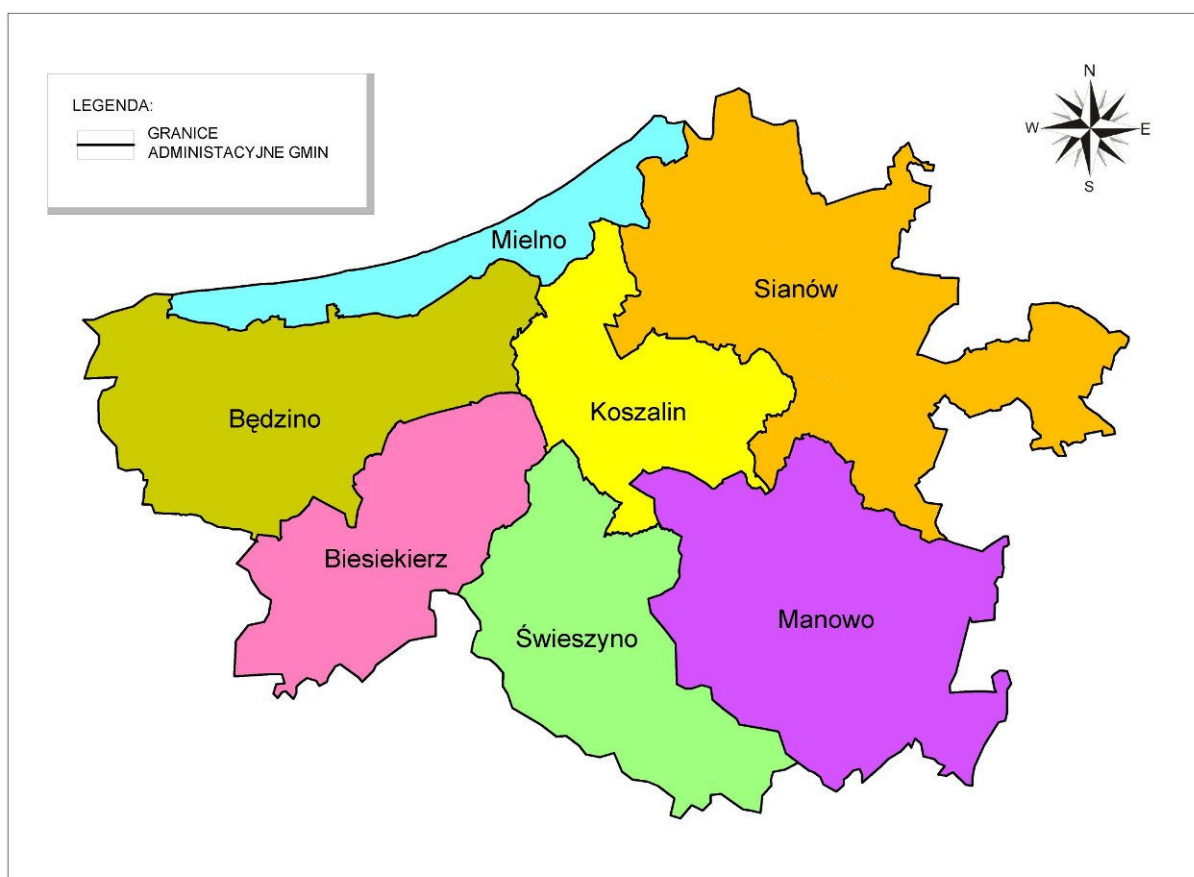 LEGENDA:
GRANICE
ADMINISTACYJNE GMIN
N
W E
S
Mielno
Sianów
Będzino
Koszalin
Biesiekierz
Świeszyno
Manowo